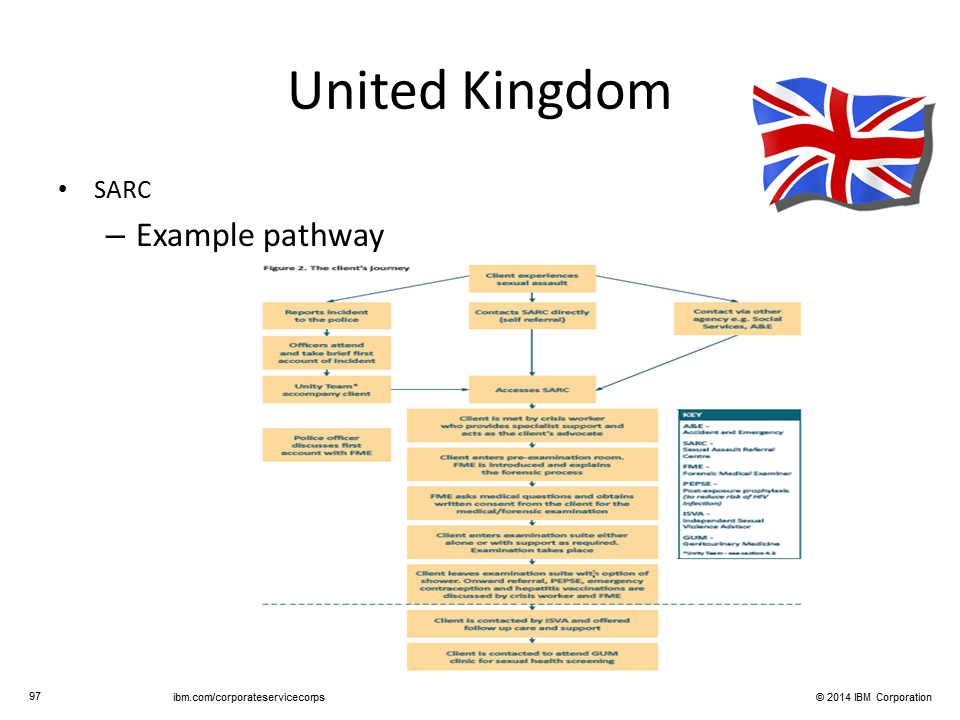 United Kingdom
• SARC
– Example pathway
Figure 2. The client's journey
Client experiences
sexual assault
Reports incident
to the police
Contacts SARC directly
(self referral)
Contact via other
agency e.g. Social
Services, A&E
Officers attend
and take brief first
account of incident
Unity Team*
accompany client
Accesses SARC
Client is met by crisis worker
who provides specialist support and
acts as the client's advocate
Police officer
discusses first
account with FME
Client enters pre-examination room.
FME is introduced and explains
the forensic process
FME asks medical questions and obtains
written consent from the client for the
medical/forensic examination
Client enters examination suite either
alone or with support as required.
Examination takes place
Client leaves examination suite with option of
shower. Onward referral, PEPSE, emergency
contraception and hepatitis vaccinations are
discussed by crisis worker and FME
Client is contacted by ISVA and offered
follow up care and support
Client is contacted to attend GUM
clinic for sexual health screening
KEY
A&E -
Accident and Emergency
SARC -
Sexual Assault Referral
Centre
FME -
Forensic Medical Examiner
PEPSE -
Post-exposure prophylaxis
(to reduce risk of HIV
infection)
ISVA -
Independent Sexual
Violence Advisor
GUM -
Genitourinary Medicine
*Unity Team - see section 4.3
97
ibm.com/corporateservicecorps
© 2014 IBM Corporation